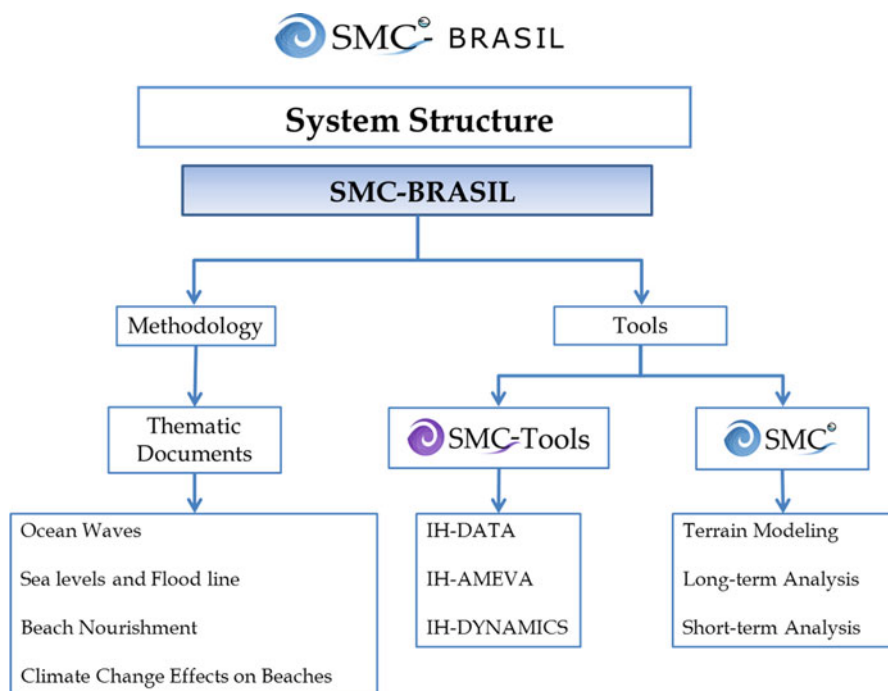 SMC - BRASIL
System Structure
SMC-BRASIL
Methodology
Tools
Thematic
Documents
SMC-Tools
SMC
Ocean Waves
Sea levels and Flood line
Beach Nourishment
Climate Change Effects on Beaches
IH-DATA
IH-AMEVA
IH-DYNAMICS
Terrain Modeling
Long-term Analysis
Short-term Analysis